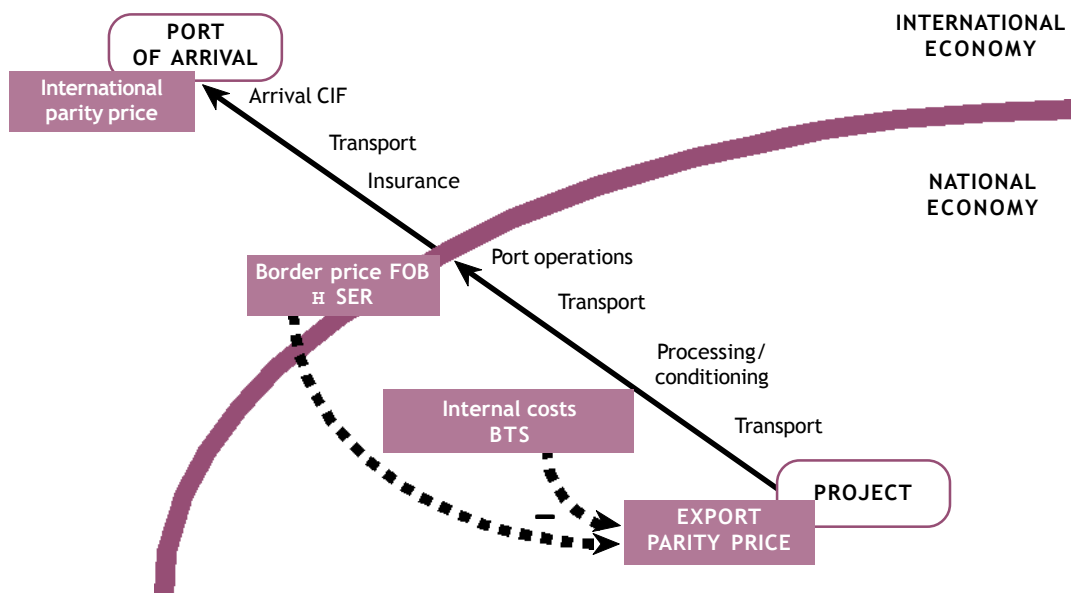 PORT
OF ARRIVAL
INTERNATIONAL
ECONOMY
International
parity price
Arrival CIF
Transport
Insurance
NATIONAL
ECONOMY
Port operations
Border price FOB
H SER
Transport
Processing/
conditioning
Internal costs
BTS
Transport
PROJECT
–
EXPORT
PARITY PRICE